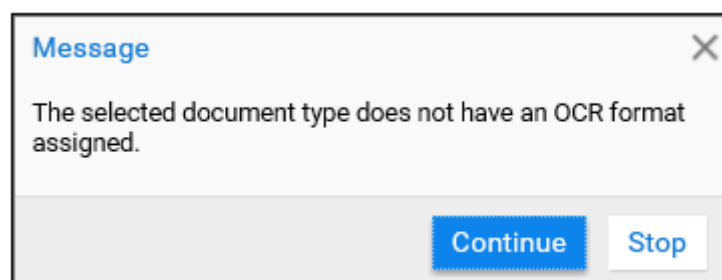 Message
The selected document type does not have an OCR format
assigned.
Continue Stop